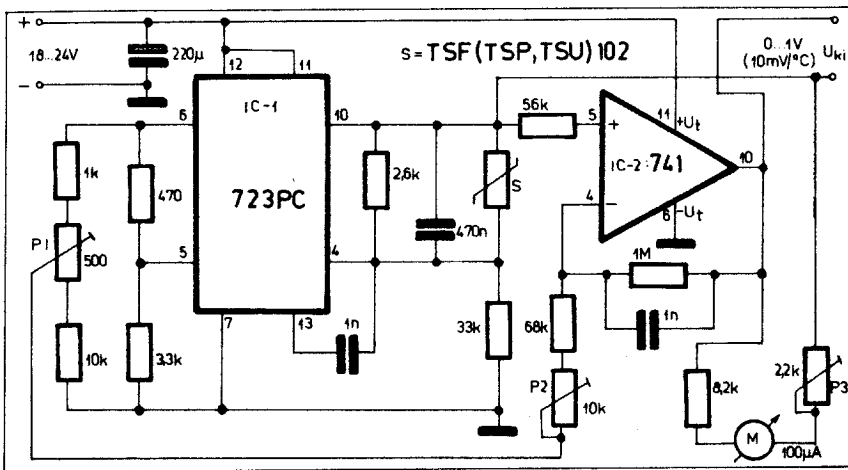 +
18...24V
−
220µ
12
11
S = TSF (TSP, TSU) 102
0...1V
(10mV/°C)
Uki
6
IC-1
10
723PC
5
4
7
13
1k
P1
500
10k
470
3,3k
2,6k
470n
S
1n
33k
56k
5
+
11
+Ut
IC-2: 741
10
4
−
6
−Ut
1M
1n
68k
P2
10k
8,2k
2,2k
P3
M
100µA